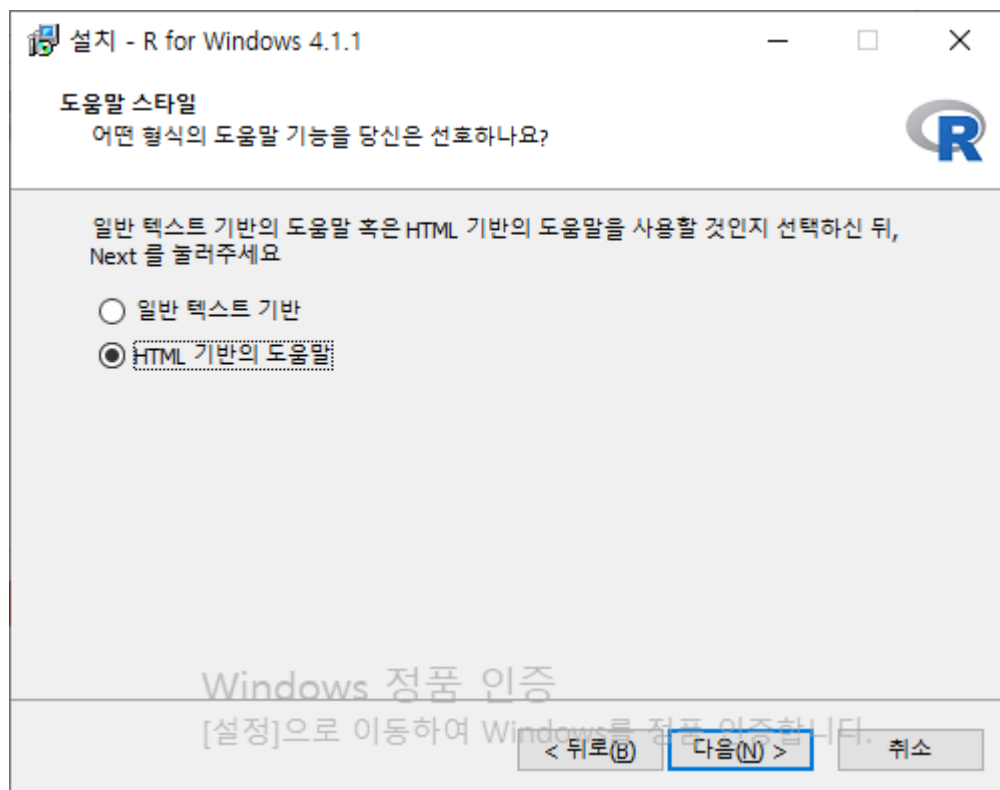 설치 - R for Windows 4.1.1
도움말 스타일
어떤 형식의 도움말 기능을 당신은 선호하나요?
R
일반 텍스트 기반의 도움말 혹은 HTML 기반의 도움말을 사용할 것인지 선택하신 뒤,
Next 를 눌러주세요
일반 텍스트 기반
HTML 기반의 도움말
Windows 정품 인증
[설정]으로 이동하여 Windows를 정품 인증합니다.
< 뒤로(B) 다음(N) > 취소